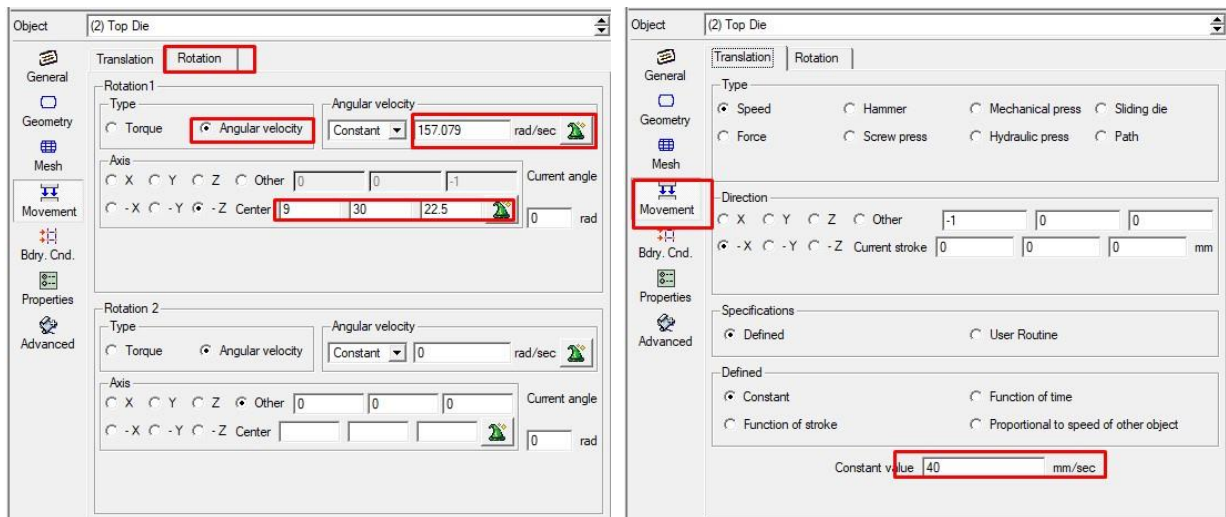 Object (2) Top Die
General
Geometry
Mesh
Movement
Bdry. Cnd.
Properties
Advanced
Translation Rotation
Rotation1
Type
Torque Angular velocity
Angular velocity
Constant 157.079 rad/sec
Axis
X Y Z Other 0 0 -1
-X -Y -Z Center 9 30 22.5
Current angle
0 rad
Rotation 2
Type
Torque Angular velocity
Angular velocity
Constant 0 rad/sec
Axis
X Y Z Other 0 0 0
-X -Y -Z Center
Current angle
0 rad
Object (2) Top Die
General
Geometry
Mesh
Movement
Bdry. Cnd.
Properties
Advanced
Translation Rotation
Type
Speed Hammer Mechanical press Sliding die
Force Screw press Hydraulic press Path
Direction
X Y Z Other -1 0 0
-X -Y -Z Current stroke 0 0 0 mm
Specifications
Defined User Routine
Defined
Constant Function of time
Function of stroke Proportional to speed of other object
Constant value 40 mm/sec